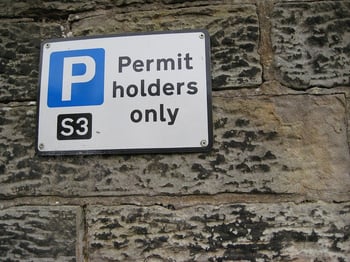 P Permit
holders
S3 only